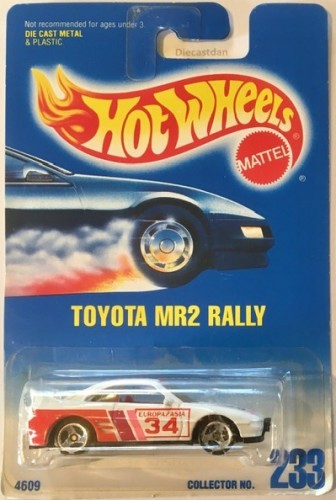 Not recommended for ages under 3.
DIE CAST METAL
& PLASTIC
Diecastdan
HOT WHEELS
®
MATTEL
®
TOYOTA MR2 RALLY
EUROPA/ASIA
34
4609
COLLECTOR NO. 233